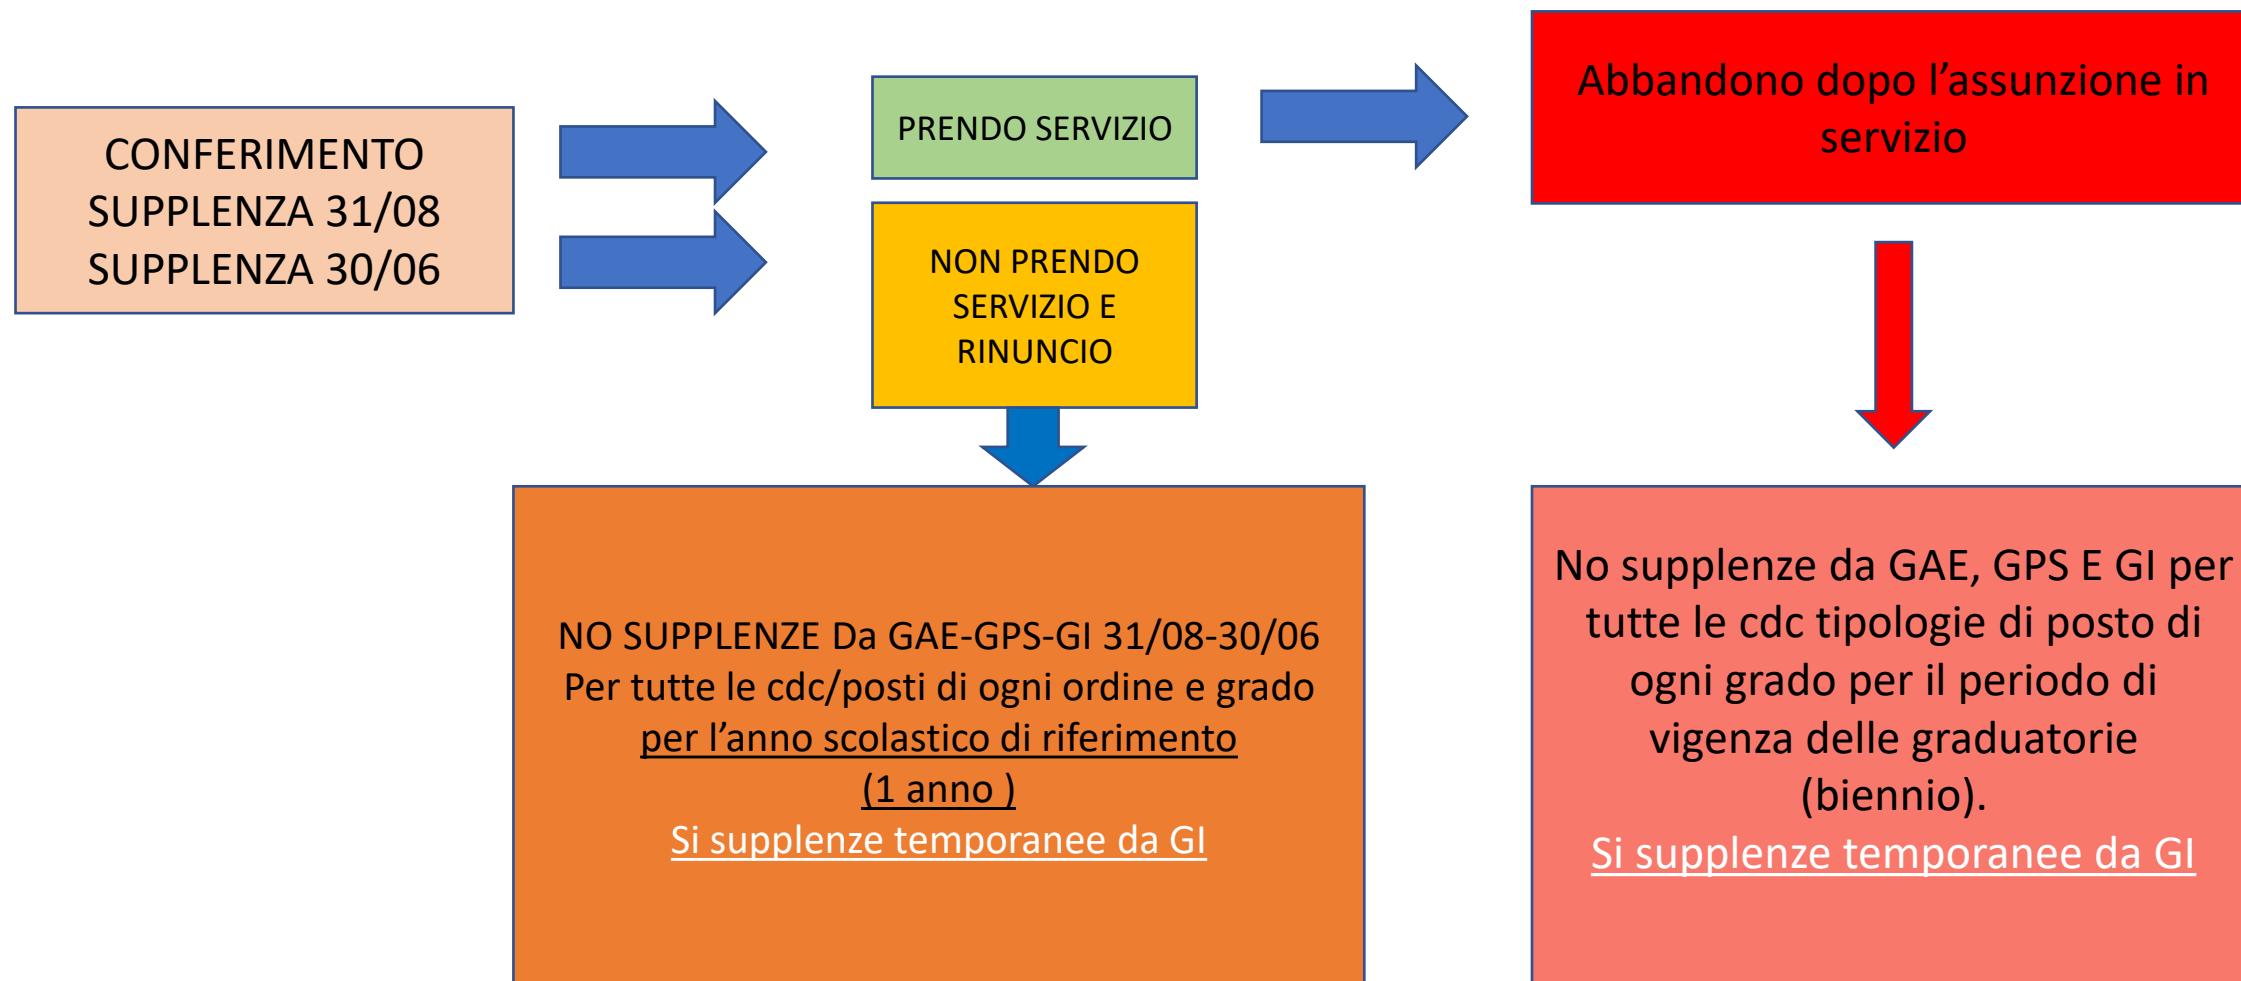 CONFERIMENTO
SUPPLENZA 31/08
SUPPLENZA 30/06
PRENDO SERVIZIO
NON PRENDO
SERVIZIO E
RINUNCIO
Abbandono dopo l’assunzione in
servizio
NO SUPPLENZE Da GAE-GPS-GI 31/08-30/06
Per tutte le cdc/posti di ogni ordine e grado
per l’anno scolastico di riferimento
(1 anno )
Si supplenze temporanee da GI
No supplenze da GAE, GPS E GI per
tutte le cdc tipologie di posto di
ogni grado per il periodo di
vigenza delle graduatorie
(biennio).
Si supplenze temporanee da GI